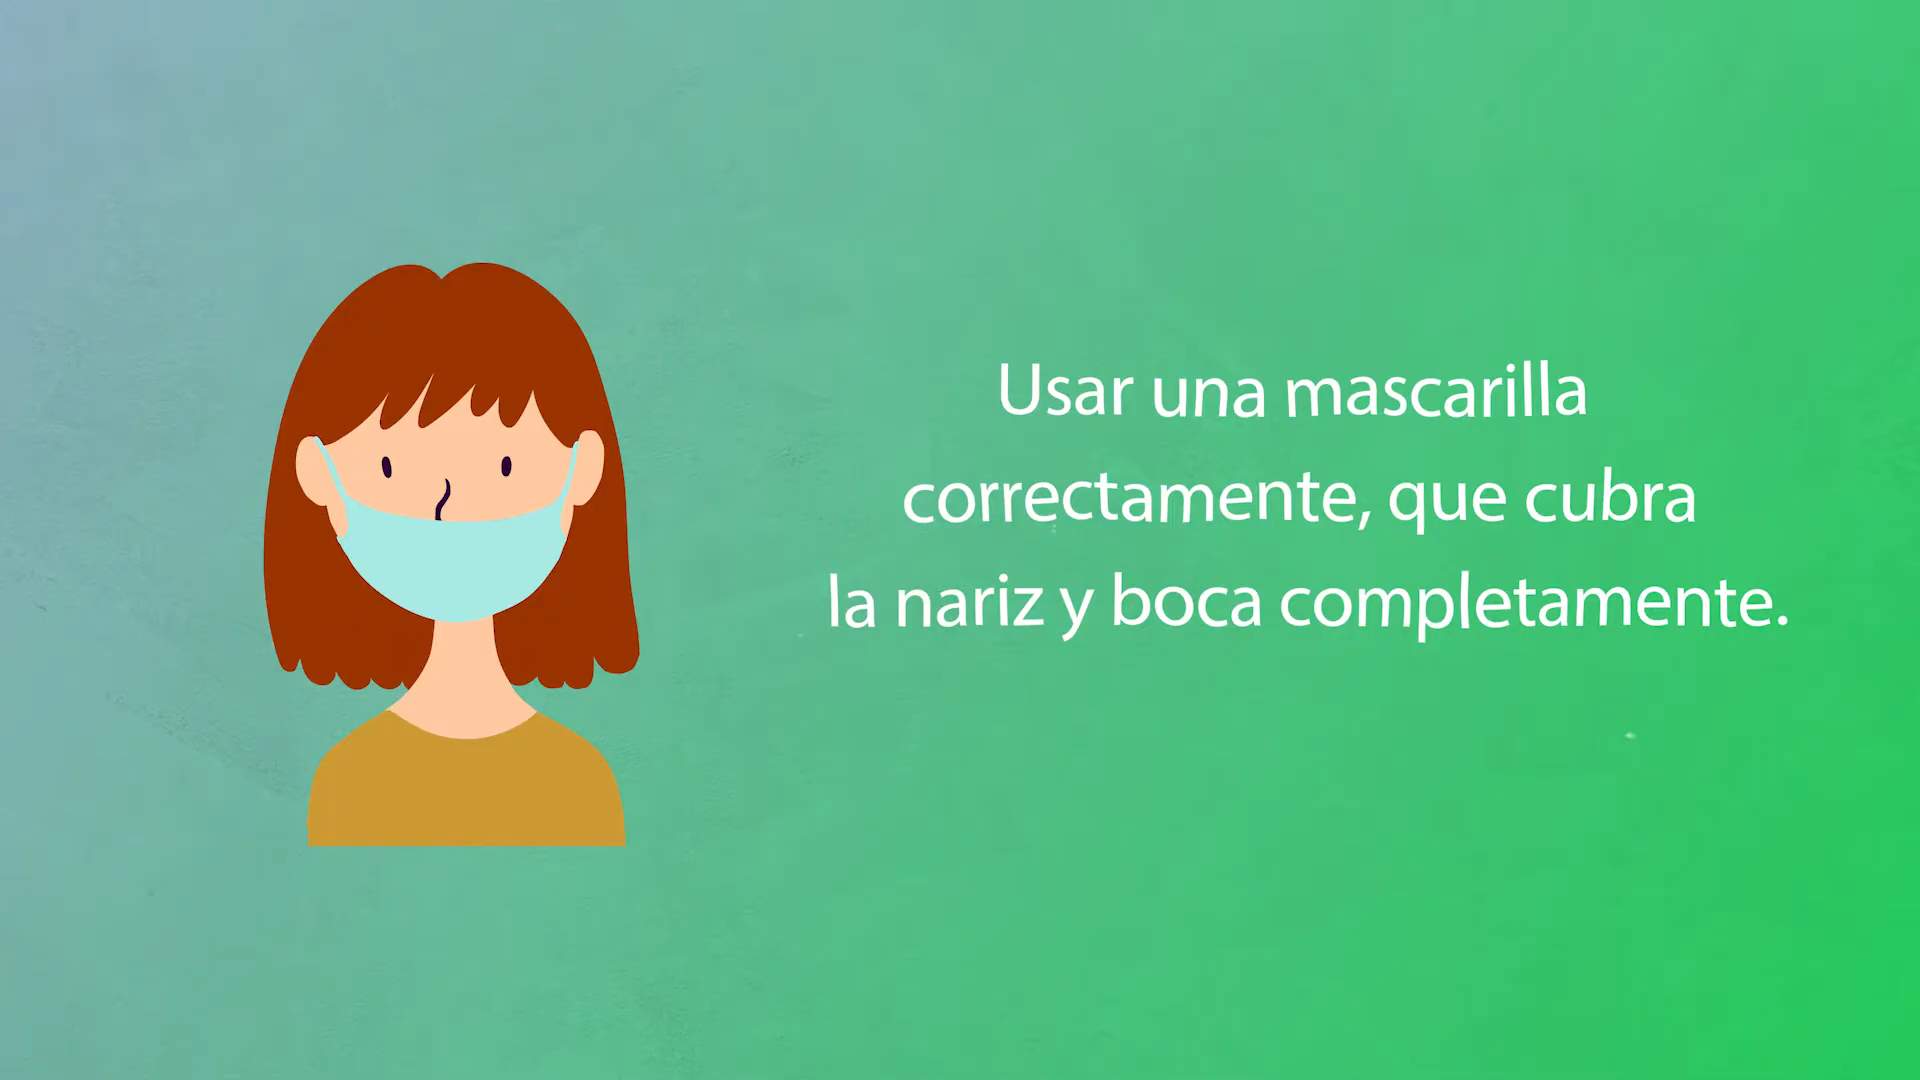 Usar una mascarilla
correctamente, que cubra
la nariz y boca completamente.